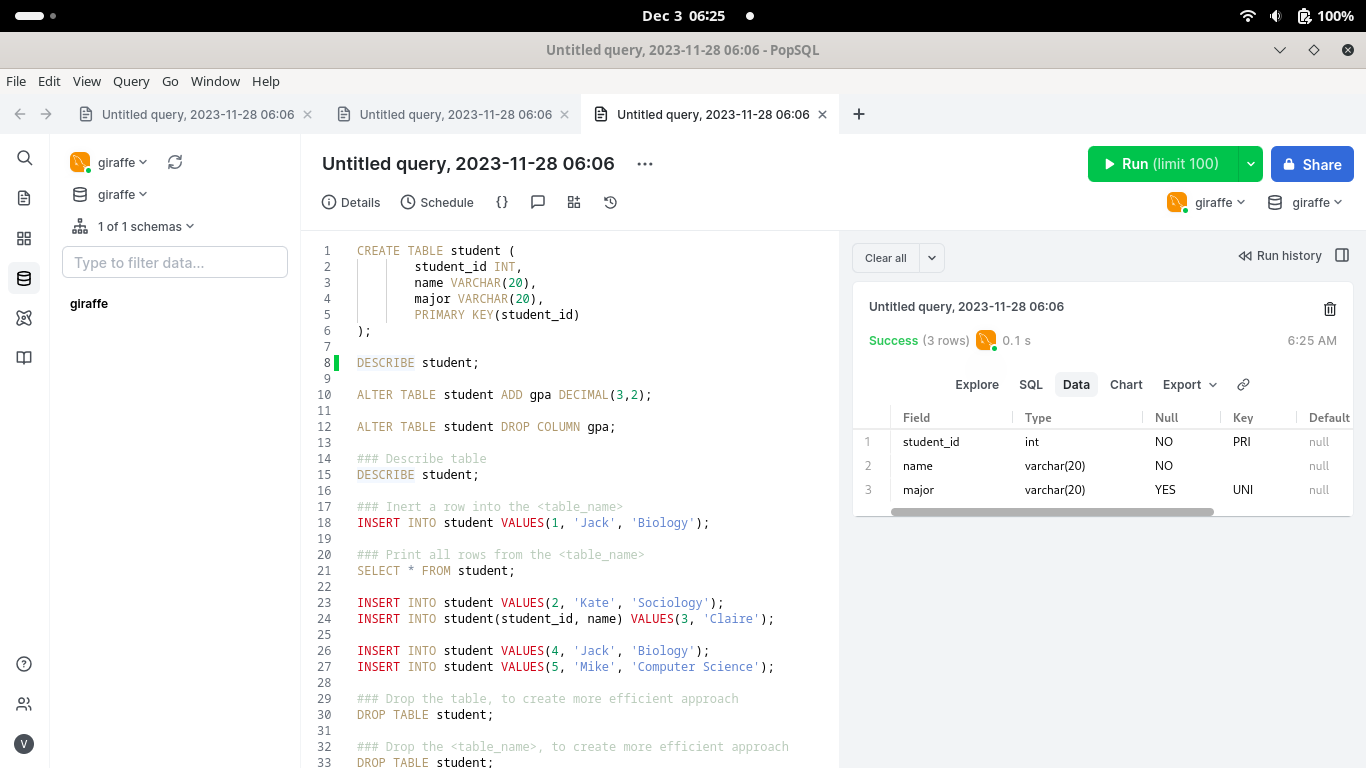 Dec 3 06:25
100%
Untitled query, 2023-11-28 06:06 - PopSQL
File Edit View Query Go Window Help
Untitled query, 2023-11-28 06:06
Untitled query, 2023-11-28 06:06
Untitled query, 2023-11-28 06:06
giraffe
giraffe
1 of 1 schemas
Type to filter data...
giraffe
V
Untitled query, 2023-11-28 06:06
Run (limit 100)
Share
Details
Schedule
{}
giraffe
giraffe
1 CREATE TABLE student (
2 student_id INT,
3 name VARCHAR(20),
4 major VARCHAR(20),
5 PRIMARY KEY(student_id)
6 );
7
8 DESCRIBE student;
9
10 ALTER TABLE student ADD gpa DECIMAL(3,2);
11
12 ALTER TABLE student DROP COLUMN gpa;
13
14 ### Describe table
15 DESCRIBE student;
16
17 ### Inert a row into the <table_name>
18 INSERT INTO student VALUES(1, 'Jack', 'Biology');
19
20 ### Print all rows from the <table_name>
21 SELECT * FROM student;
22
23 INSERT INTO student VALUES(2, 'Kate', 'Sociology');
24 INSERT INTO student(student_id, name) VALUES(3, 'Claire');
25
26 INSERT INTO student VALUES(4, 'Jack', 'Biology');
27 INSERT INTO student VALUES(5, 'Mike', 'Computer Science');
28
29 ### Drop the table, to create more efficient approach
30 DROP TABLE student;
31
32 ### Drop the <table_name>, to create more efficient approach
33 DROP TABLE student;
Clear all
Run history
Untitled query, 2023-11-28 06:06
Success (3 rows) 0.1 s 6:25 AM
Explore SQL Data Chart Export
Field Type Null Key Default
1 student_id int NO PRI null
2 name varchar(20) NO null
3 major varchar(20) YES UNI null